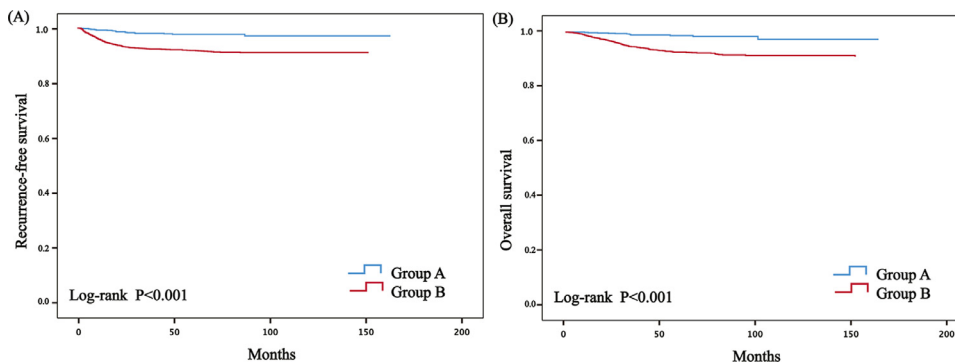 (A)
Recurrence-free survival
1.0
0.8
0.6
0.4
0.2
0.0
Group A
Group B
Log-rank P<0.001
0 50 100 150 200
Months
(B)
Overall survival
1.0
0.8
0.6
0.4
0.2
0.0
Group A
Group B
Log-rank P<0.001
0 50 100 150 200
Months